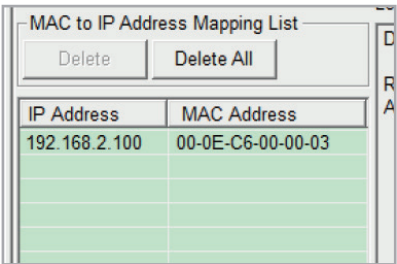 MAC to IP Address Mapping List
Delete Delete All
IP Address MAC Address
192.168.2.100 00-0E-C6-00-00-03